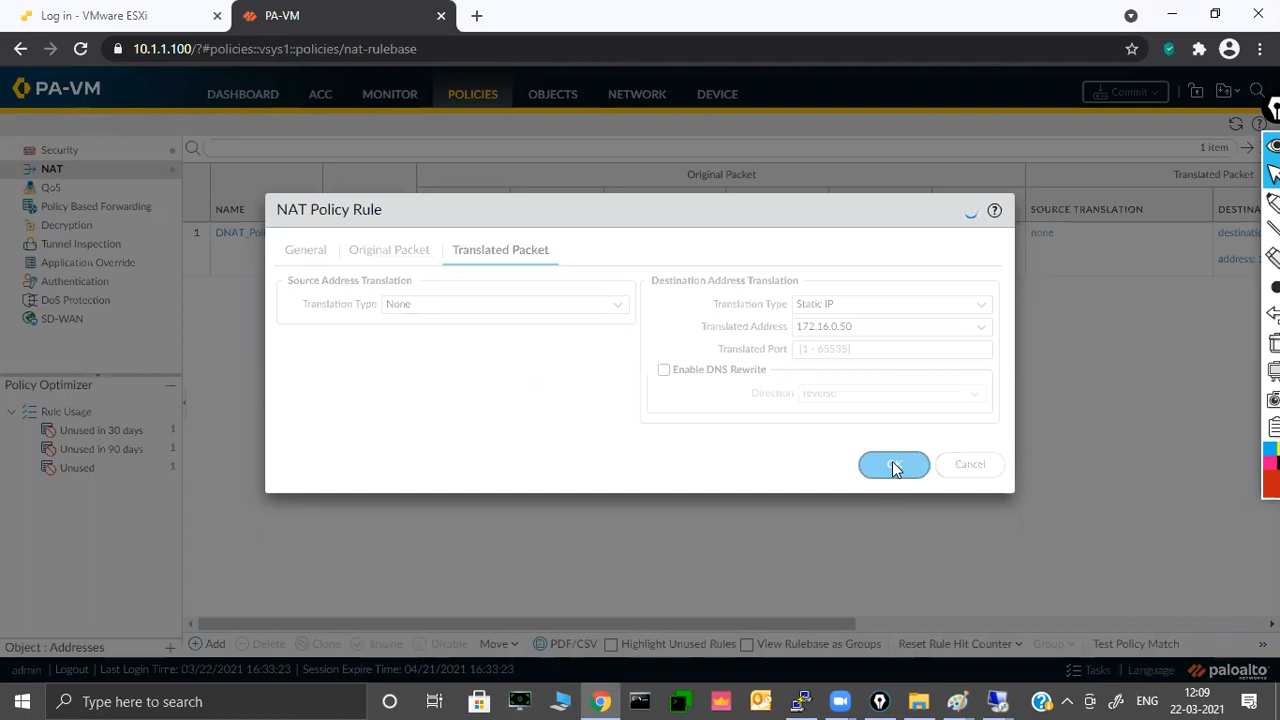 Log in - VMware ESXi
PA-VM
10.1.1.100/?#policies::vsys1::policies/nat-rulebase
PA-VM
DASHBOARD
ACC
MONITOR
POLICIES
OBJECTS
NETWORK
DEVICE
Commit
Security
NAT
QoS
Policy Based Forwarding
Decryption
Tunnel Inspection
Application Override
Authentication
DoS Protection
SD-WAN
1 item
Original Packet
Translated Packet
NAME
SOURCE TRANSLATION
DESTINA
1
DNAT_Poli
none
destinatio
address:
NAT Policy Rule
General
Original Packet
Translated Packet
Source Address Translation
Translation Type
None
Destination Address Translation
Translation Type
Static IP
Translated Address
172.16.0.50
Translated Port
[1 - 65535]
Enable DNS Rewrite
Direction
reverse
OK
Cancel
Policy Optimizer
Rule Usage
Unused in 30 days 1
Unused in 90 days 1
Unused 1
Object: Addresses
Add
Delete
Clone
Enable
Disable
Move
PDF/CSV
Highlight Unused Rules
View Rulebase as Groups
Reset Rule Hit Counter
Group
Test Policy Match
admin | Logout | Last Login Time: 03/22/2021 16:33:23 | Session Expire Time: 04/21/2021 16:33:23
Tasks
Language
paloalto
NETWORKS
Type here to search
ENG
12:09
22-03-2021